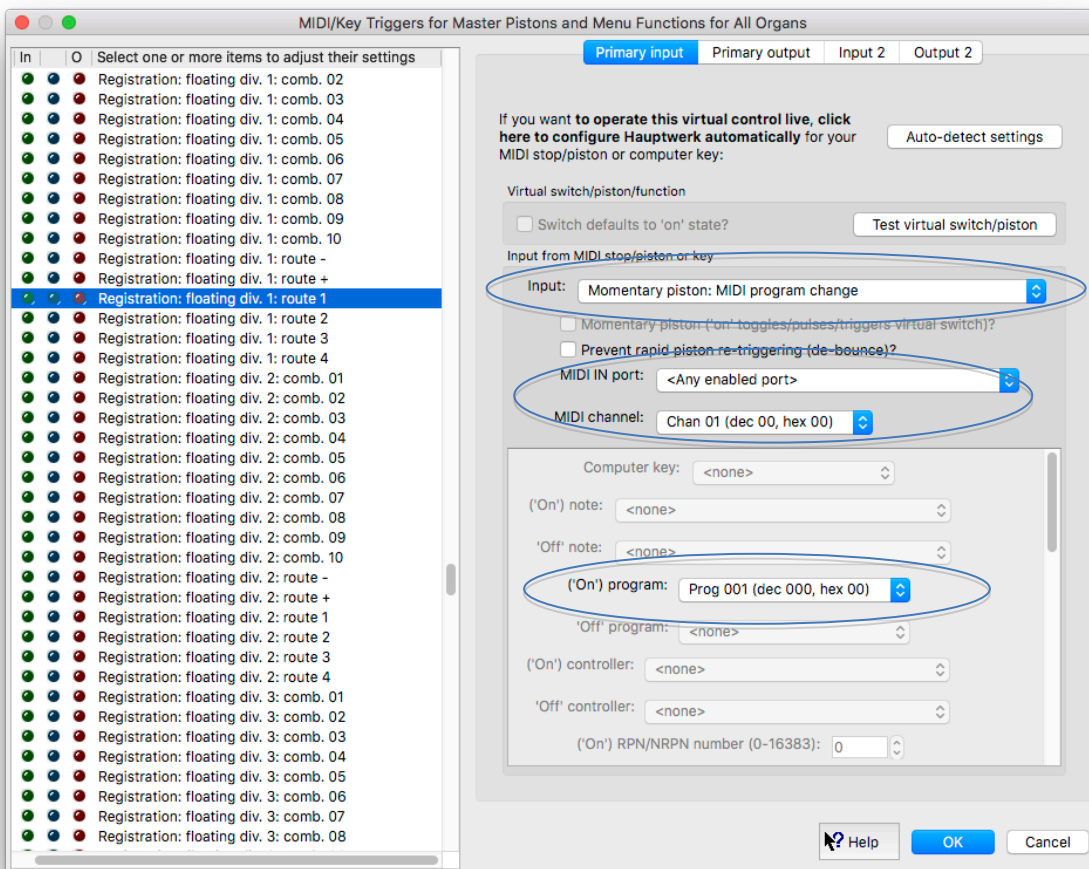 MIDI/Key Triggers for Master Pistons and Menu Functions for All Organs
In O Select one or more items to adjust their settings
Registration: floating div. 1: comb. 02
Registration: floating div. 1: comb. 03
Registration: floating div. 1: comb. 04
Registration: floating div. 1: comb. 05
Registration: floating div. 1: comb. 06
Registration: floating div. 1: comb. 07
Registration: floating div. 1: comb. 08
Registration: floating div. 1: comb. 09
Registration: floating div. 1: comb. 10
Registration: floating div. 1: route -
Registration: floating div. 1: route +
Registration: floating div. 1: route 1
Registration: floating div. 1: route 2
Registration: floating div. 1: route 3
Registration: floating div. 1: route 4
Registration: floating div. 2: comb. 01
Registration: floating div. 2: comb. 02
Registration: floating div. 2: comb. 03
Registration: floating div. 2: comb. 04
Registration: floating div. 2: comb. 05
Registration: floating div. 2: comb. 06
Registration: floating div. 2: comb. 07
Registration: floating div. 2: comb. 08
Registration: floating div. 2: comb. 09
Registration: floating div. 2: comb. 10
Registration: floating div. 2: route -
Registration: floating div. 2: route +
Registration: floating div. 2: route 1
Registration: floating div. 2: route 2
Registration: floating div. 2: route 3
Registration: floating div. 2: route 4
Registration: floating div. 3: comb. 01
Registration: floating div. 3: comb. 02
Registration: floating div. 3: comb. 03
Registration: floating div. 3: comb. 04
Registration: floating div. 3: comb. 05
Registration: floating div. 3: comb. 06
Registration: floating div. 3: comb. 07
Registration: floating div. 3: comb. 08
Primary input Primary output Input 2 Output 2
If you want to operate this virtual control live, click
here to configure Hauptwerk automatically for your
MIDI stop/piston or computer key:
Auto-detect settings
Virtual switch/piston/function
Switch defaults to 'on' state? Test virtual switch/piston
Input from MIDI stop/piston or key
Input: Momentary piston: MIDI program change
Momentary piston ('on' toggles/pulses/triggers virtual switch)?
Prevent rapid piston re-triggering (de-bounce)?
MIDI IN port: <Any enabled port>
MIDI channel: Chan 01 (dec 00, hex 00)
Computer key: <none>
('On') note: <none>
'Off' note: <none>
('On') program: Prog 001 (dec 000, hex 00)
'Off' program: <none>
('On') controller: <none>
'Off' controller: <none>
('On') RPN/NRPN number (0-16383): 0
Help OK Cancel